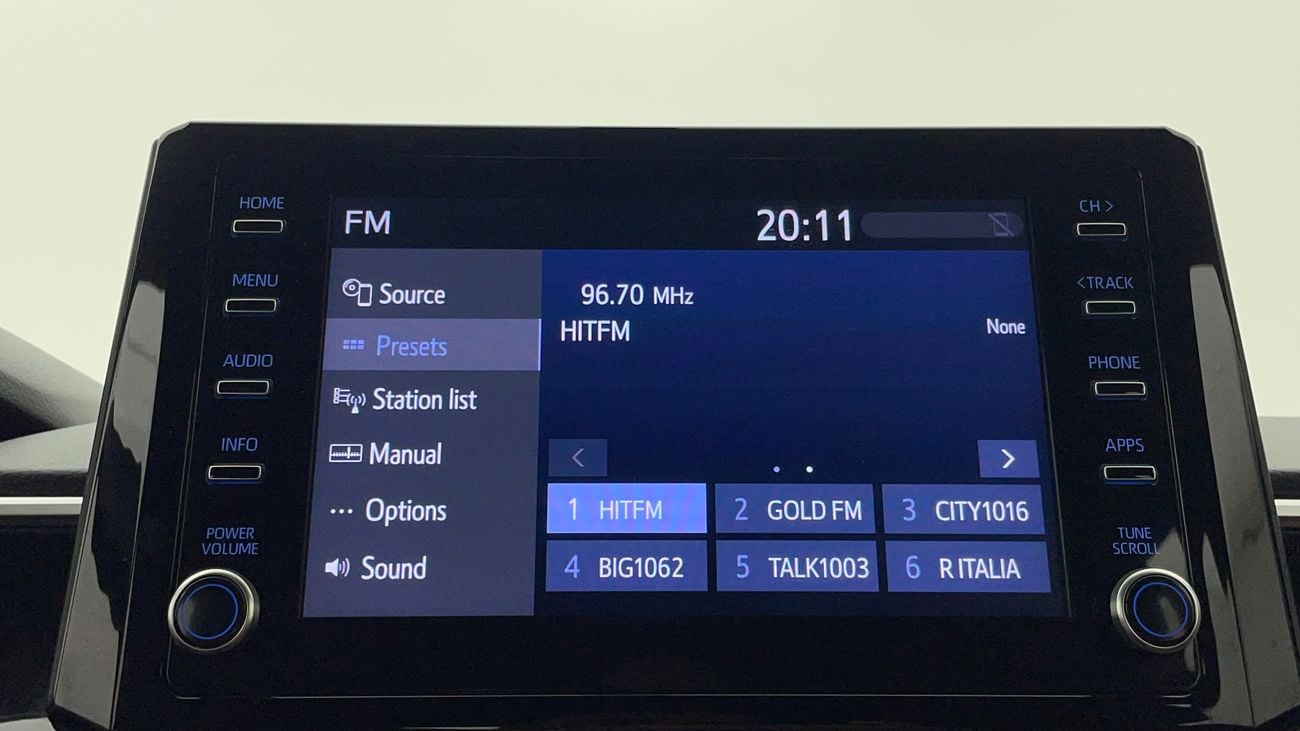 HOME
MENU
AUDIO
INFO
POWER
VOLUME
FM
20:11
Source
Presets
Station list
Manual
Options
Sound
96.70 MHz
HITFM
None
1 HITFM
2 GOLD FM
3 CITY1016
4 BIG1062
5 TALK1003
6 R ITALIA
CH >
< TRACK
PHONE
APPS
TUNE
SCROLL